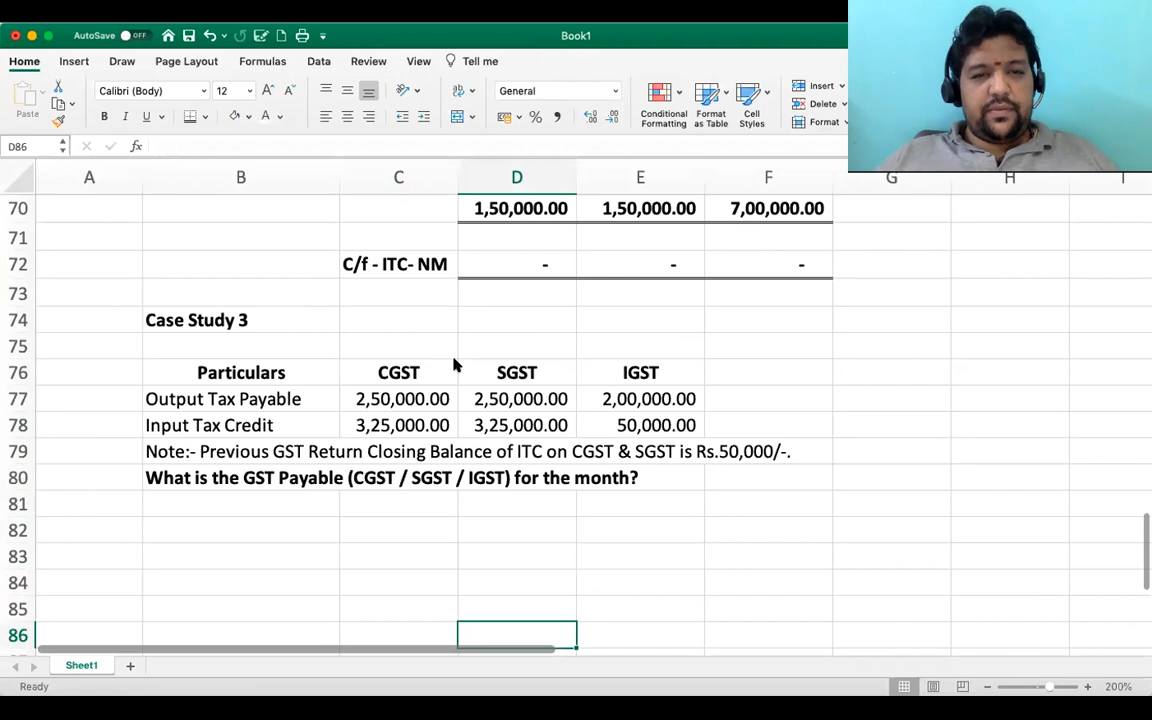 AutoSave OFF Book1
Home Insert Draw Page Layout Formulas Data Review View Tell me
Paste Calibri (Body) 12 A A General Conditional Formatting Format as Table Cell Styles Insert Delete Format
B I U A % 
D86 fx
A B C D E F G H I
70 1,50,000.00 1,50,000.00 7,00,000.00
71
72 C/f - ITC- NM - - -
73
74 Case Study 3
75
76 Particulars CGST SGST IGST
77 Output Tax Payable 2,50,000.00 2,50,000.00 2,00,000.00
78 Input Tax Credit 3,25,000.00 3,25,000.00 50,000.00
79 Note:- Previous GST Return Closing Balance of ITC on CGST & SGST is Rs.50,000/-.
80 What is the GST Payable (CGST / SGST / IGST) for the month?
81
82
83
84
85
86
Sheet1 +
Ready 200%